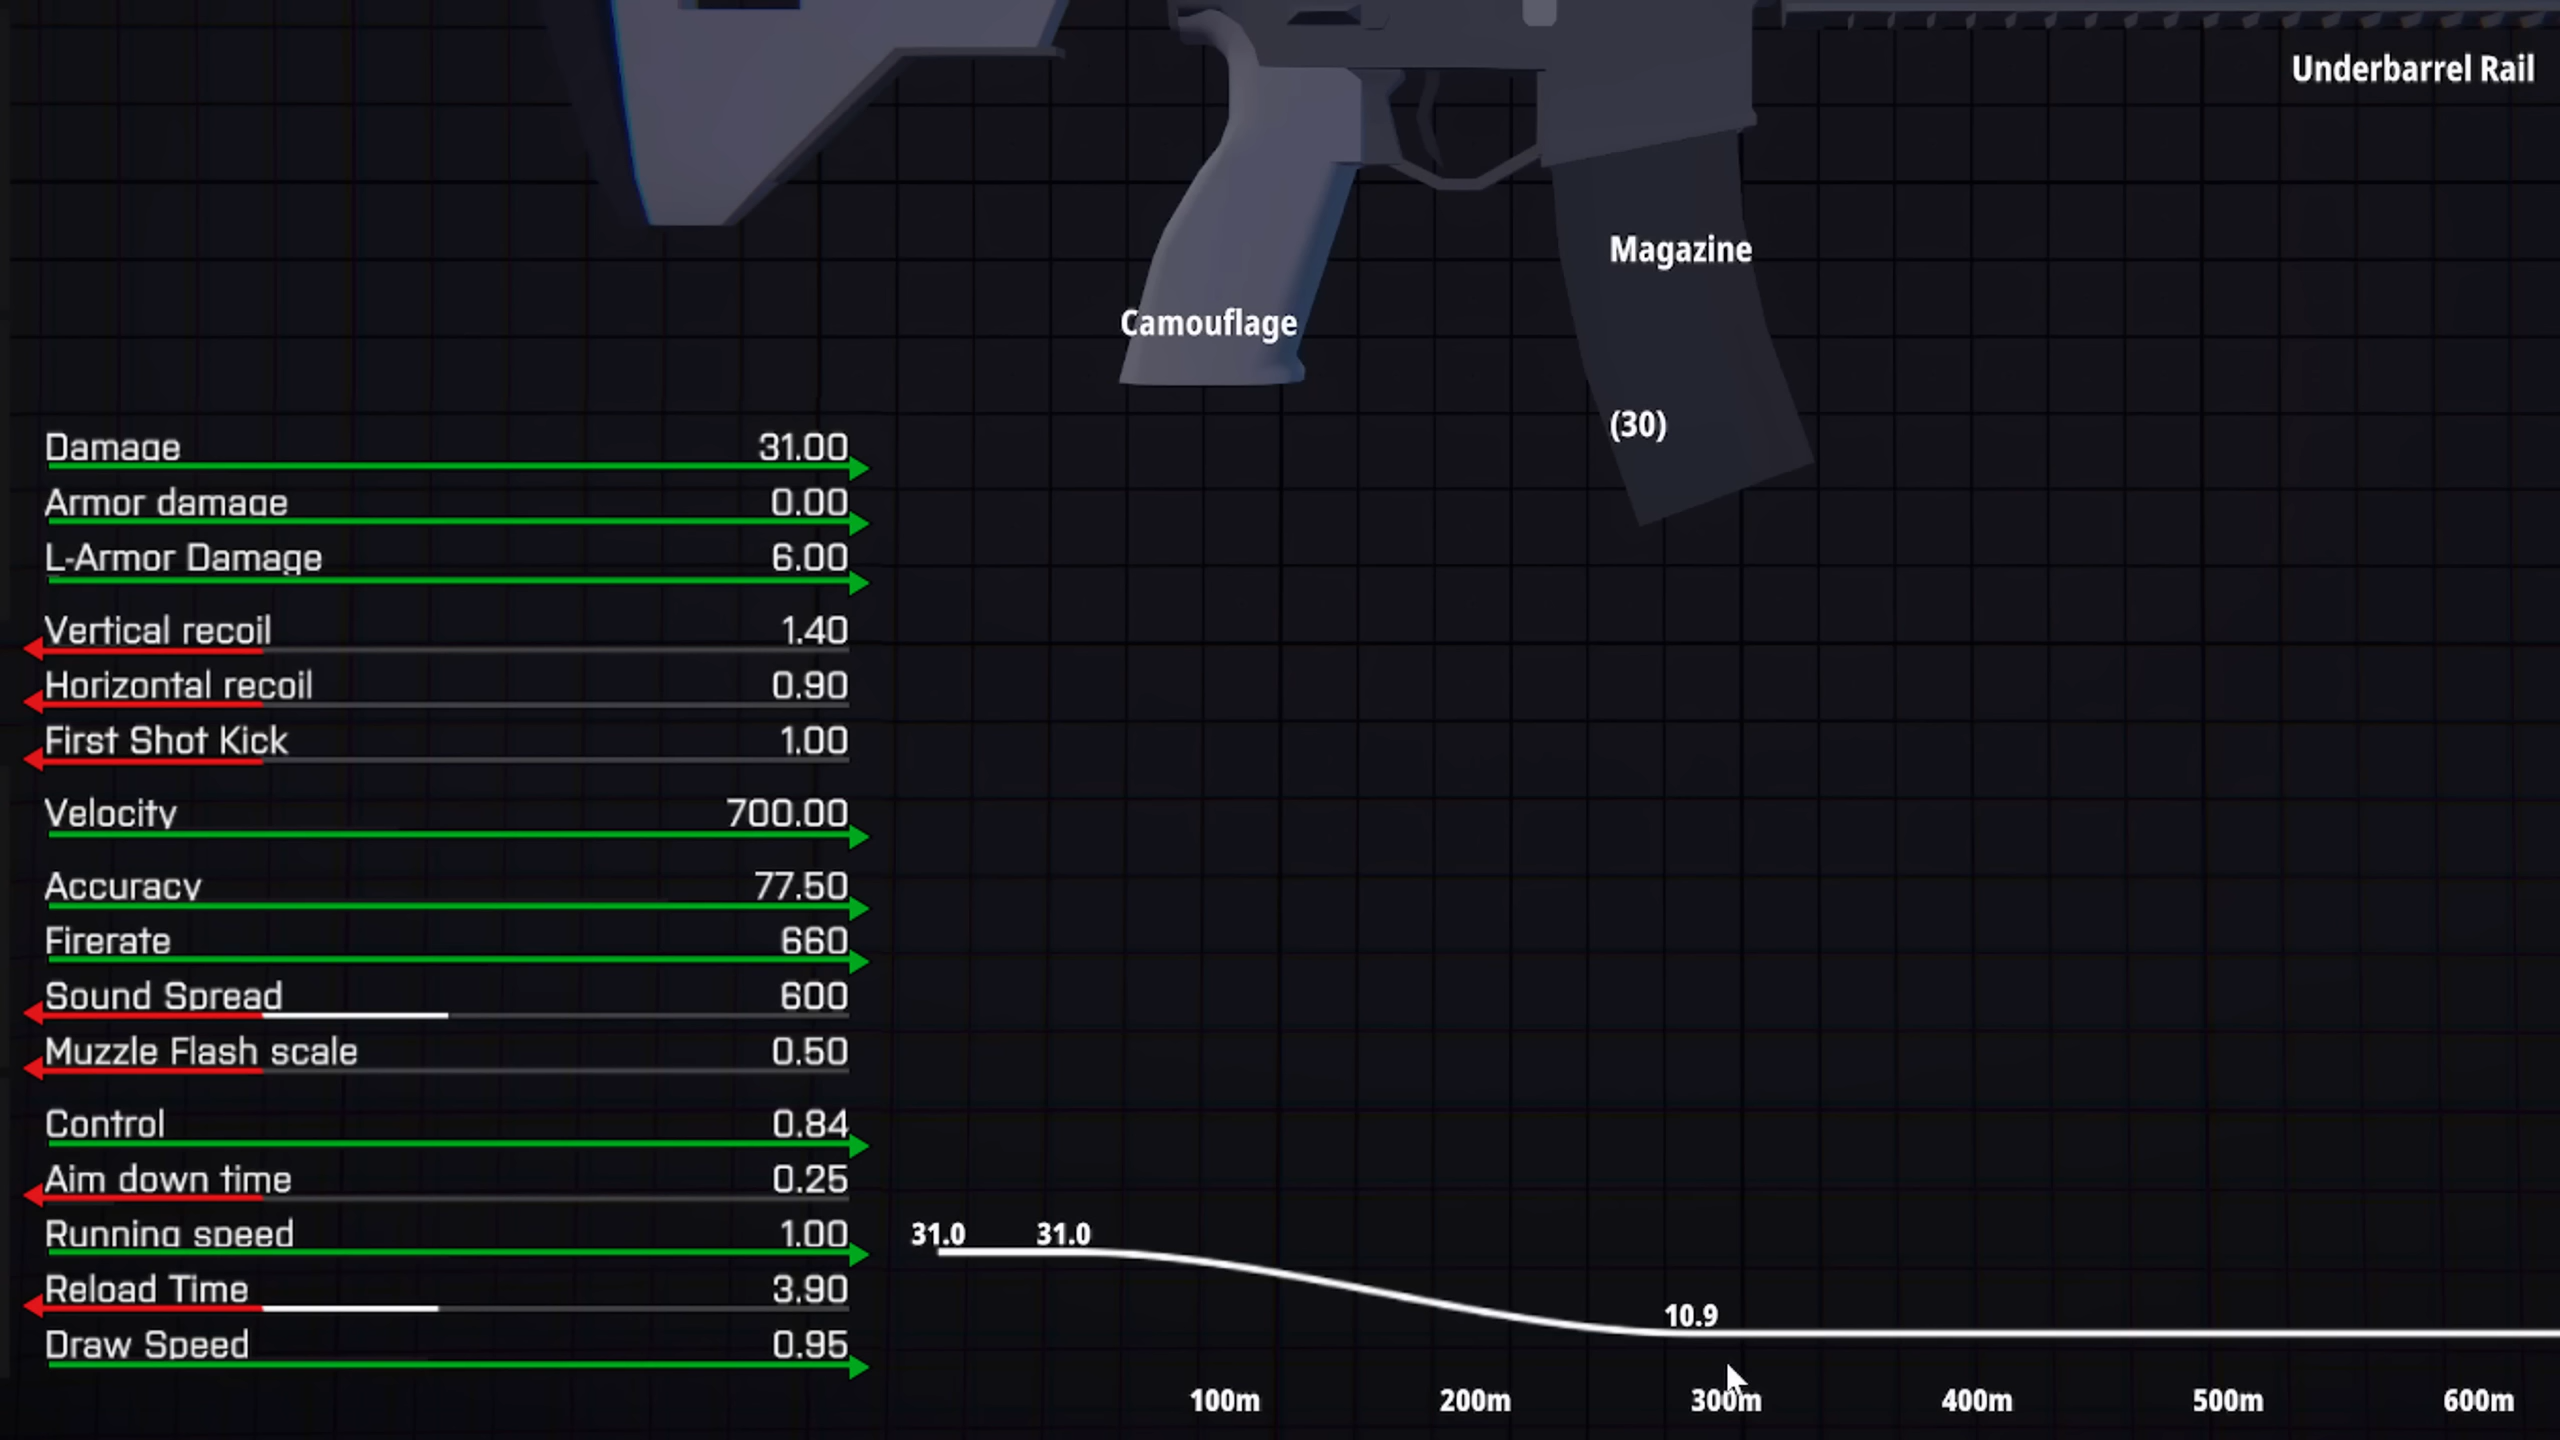 Underbarrel Rail
Magazine
Camouflage
(30)
Damage 31.00
Armor damage 0.00
L-Armor Damage 6.00
Vertical recoil 1.40
Horizontal recoil 0.90
First Shot Kick 1.00
Velocity 700.00
Accuracy 77.50
Firerate 660
Sound Spread 600
Muzzle Flash scale 0.50
Control 0.84
Aim down time 0.25
Running speed 1.00
31.0 31.0
Reload Time 3.90
10.9
Draw Speed 0.95
100m 200m 300m 400m 500m 600m